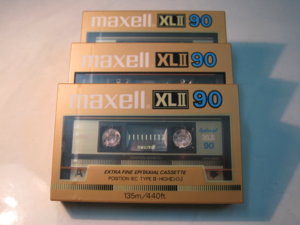 maxell XLII 90
maxell XLII 90
maxell XLII 90
XLII
90
A
EXTRA FINE EPITAXIAL CASSETTE
POSITION IEC TYPE II·HIGH(CrO2)
135m/440ft.